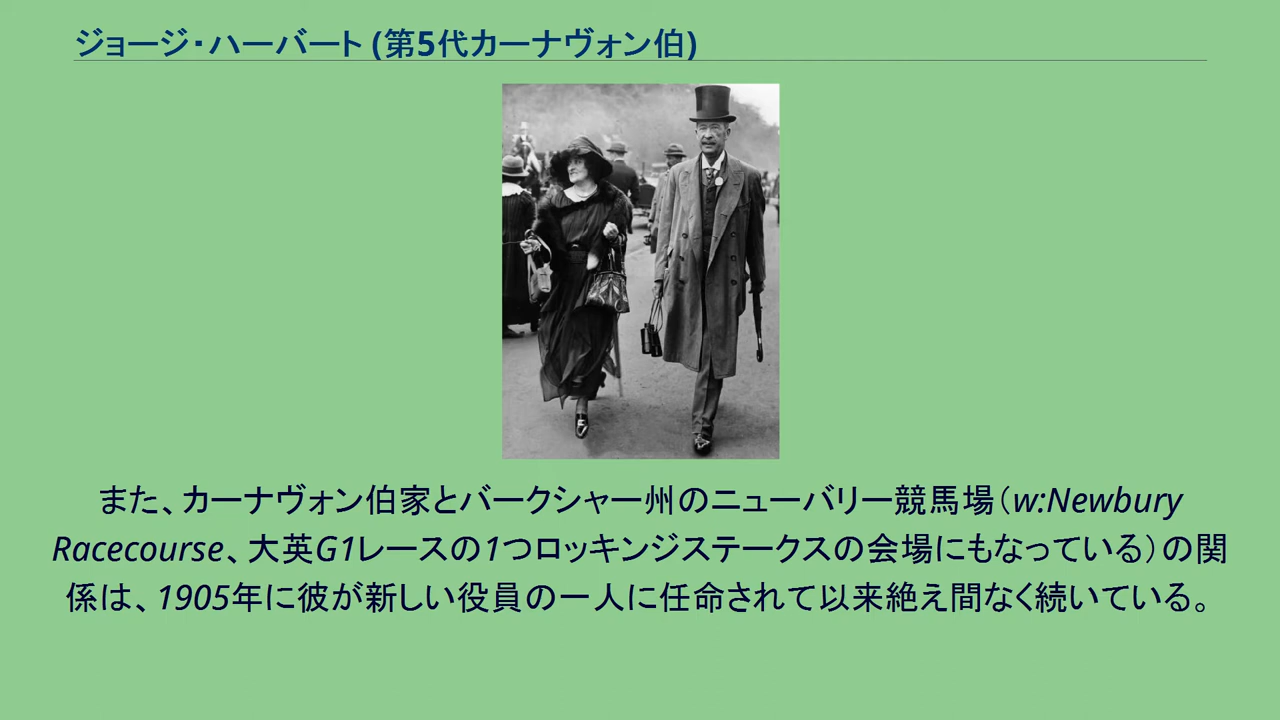 ジョージ・ハーバート (第5代カーナヴォン伯)
また、カーナヴォン伯家とバークシャー州のニューバリー競馬場（w:Newbury
Racecourse、大英G1レースの1つロッキンジステークスの会場にもなっている）の関
係は、1905年に彼が新しい役員の一人に任命されて以来絶え間なく続いている。